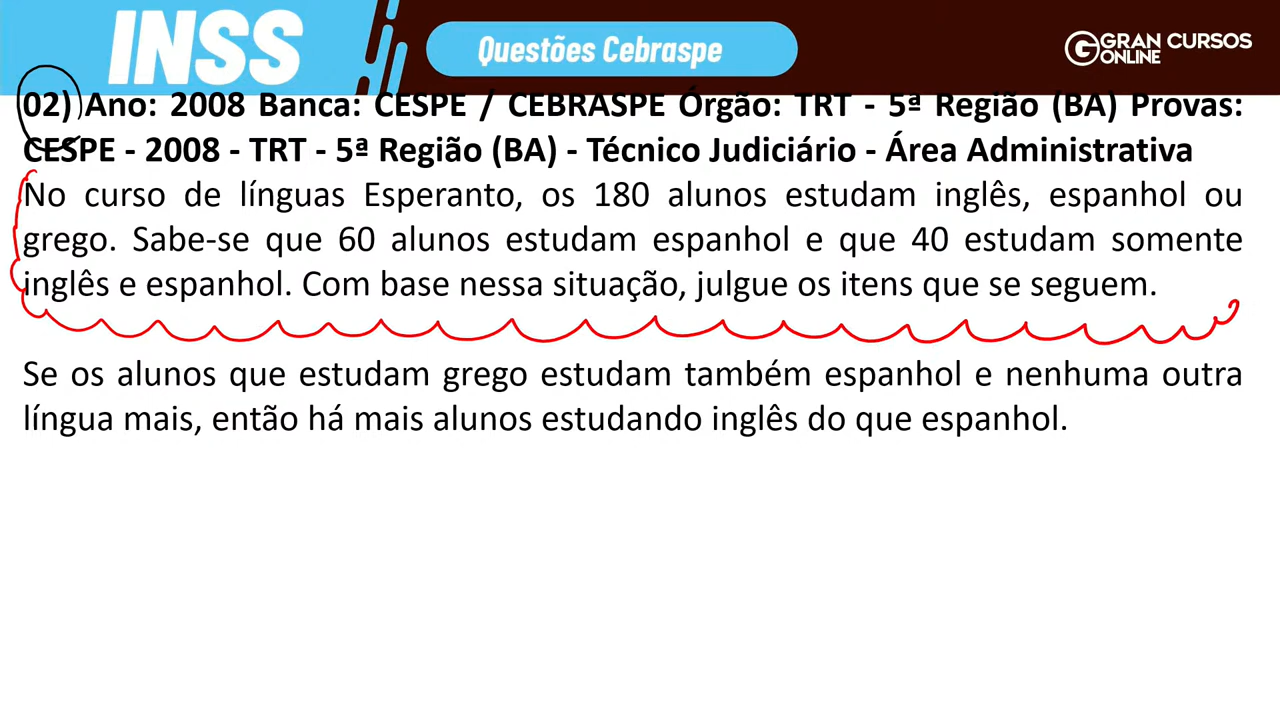 INSS
Questões Cebraspe
GRAN CURSOS
ONLINE
02) Ano: 2008 Banca: CESPE / CEBRASPE Órgão: TRT - 5ª Região (BA) Provas:
CESPE - 2008 - TRT - 5ª Região (BA) - Técnico Judiciário - Área Administrativa
No curso de línguas Esperanto, os 180 alunos estudam inglês, espanhol ou
grego. Sabe-se que 60 alunos estudam espanhol e que 40 estudam somente
inglês e espanhol. Com base nessa situação, julgue os itens que se seguem.
Se os alunos que estudam grego estudam também espanhol e nenhuma outra
língua mais, então há mais alunos estudando inglês do que espanhol.